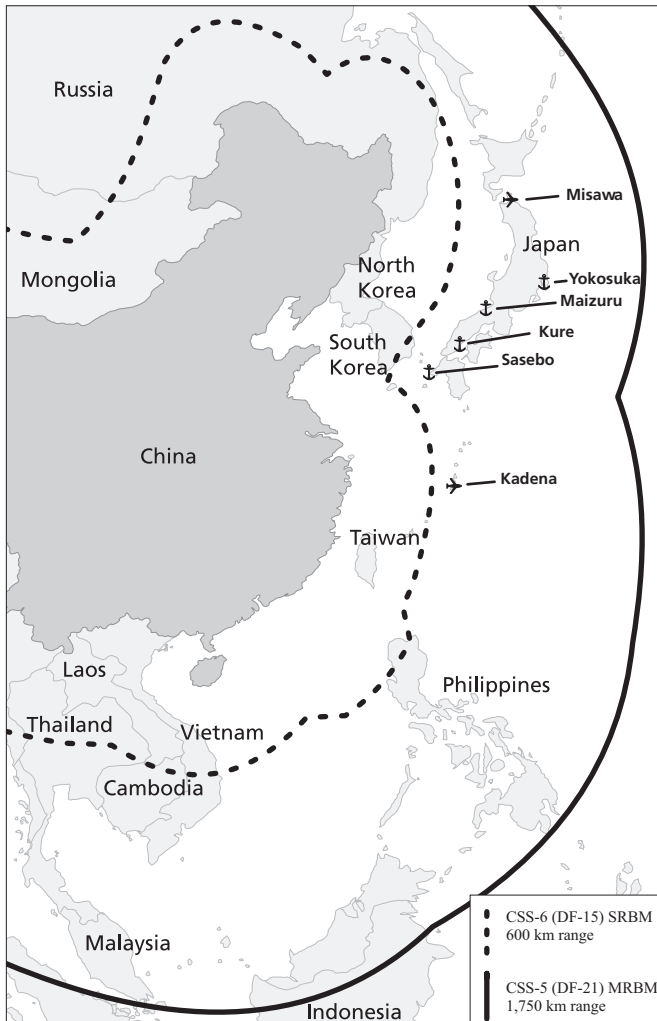 Russia
Misawa
Japan
Mongolia
North
Korea
Yokosuka
Maizuru
South
Korea
Kure
Sasebo
China
Kadena
Taiwan
Laos
Philippines
Thailand
Vietnam
Cambodia
Malaysia
Indonesia
CSS-6 (DF-15) SRBM
600 km range
CSS-5 (DF-21) MRBM
1,750 km range